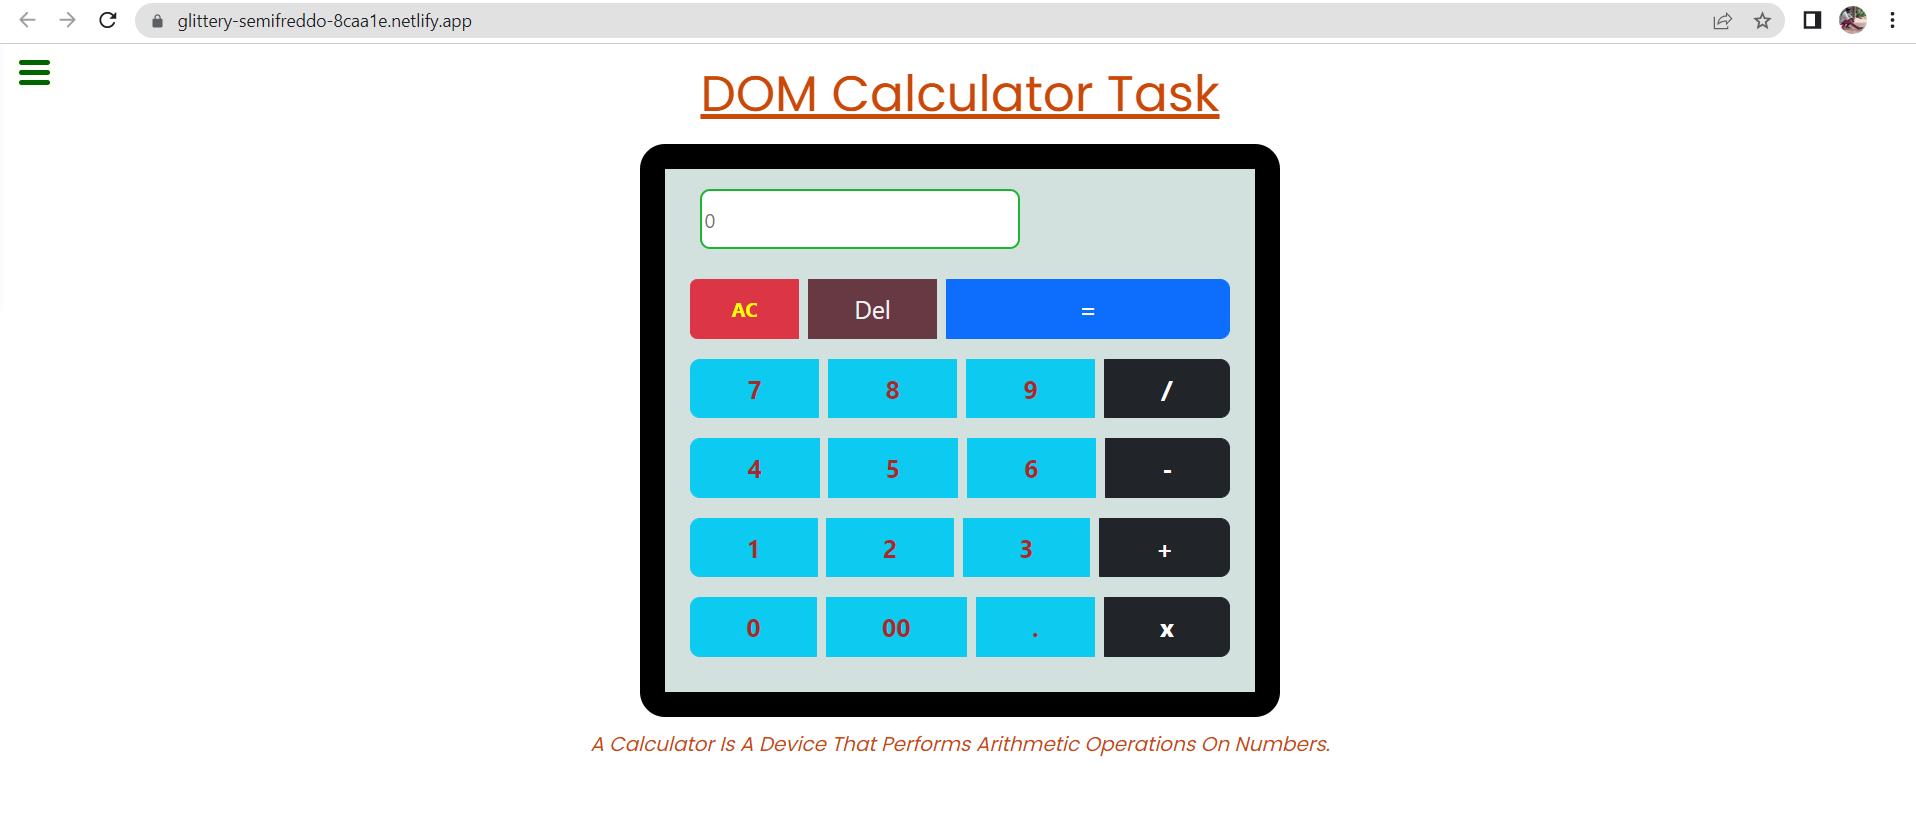 glittery-semifreddo-8caa1e.netlify.app
DOM Calculator Task
0
AC Del =
7 8 9 /
4 5 6 -
1 2 3 +
0 00 . x
A Calculator Is A Device That Performs Arithmetic Operations On Numbers.